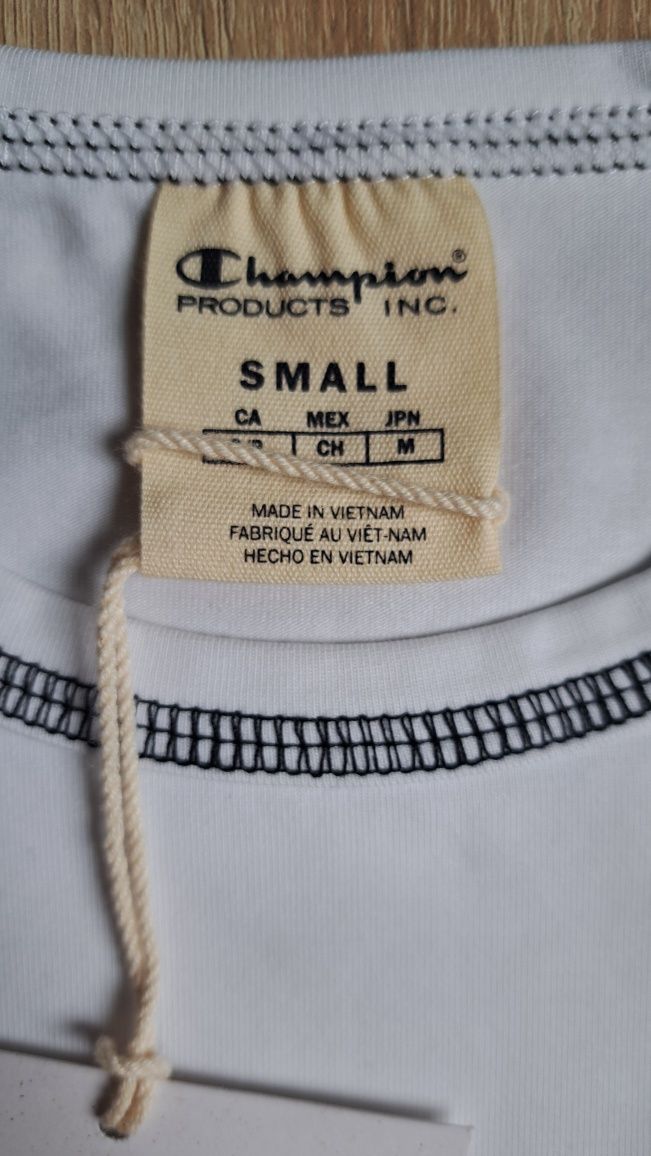 Champion®
PRODUCTS INC.
SMALL
CA MEX JPN
CH M
MADE IN VIETNAM
FABRIQUÉ AU VIÊT-NAM
HECHO EN VIETNAM